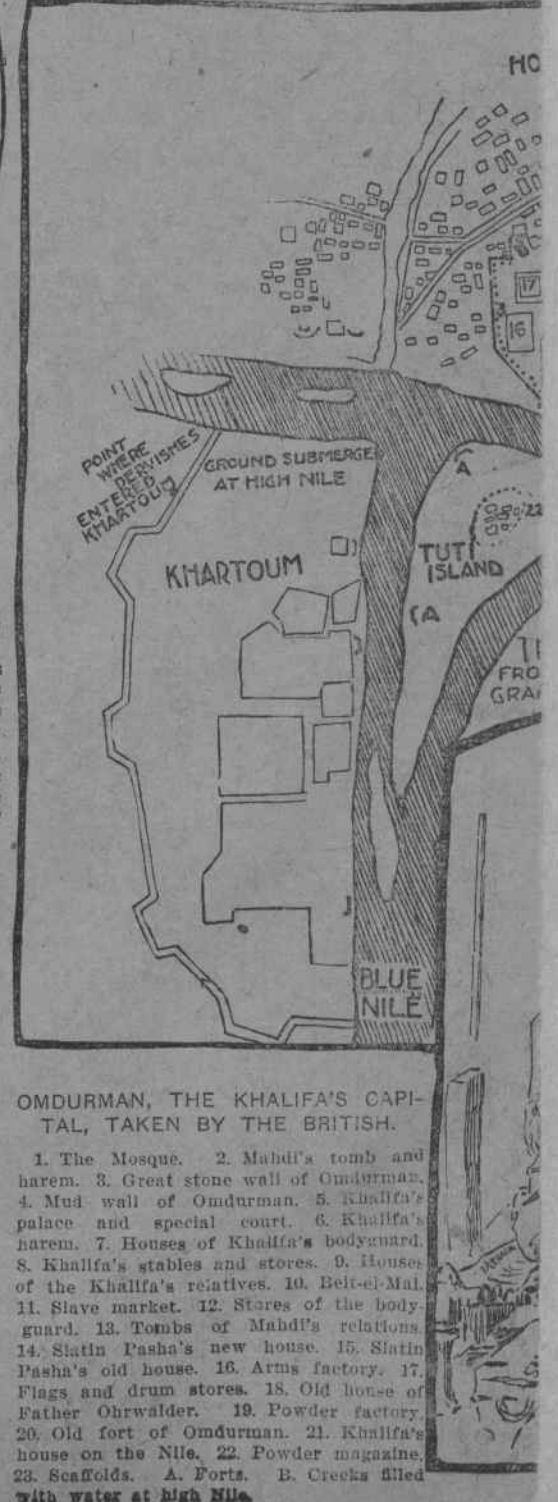 HO
17
16
POINT
WHERE
DERVISHES
ENTERED
KHARTOUM
GROUND SUBMERGE
AT HIGH NILE
A
22
KHARTOUM
TUTI
ISLAND
A
FRO
GRA
BLUE
NILE
OMDURMAN, THE KHALIFA'S CAPI-
TAL, TAKEN BY THE BRITISH.
1. The Mosque. 2. Mahdi's tomb and
harem. 3. Great stone wall of Omdurman.
4. Mud wall of Omdurman. 5. Khalifa's
palace and special court. 6. Khalifa's
harem. 7. Houses of Khalifa's bodyguard.
8. Khalifa's stables and stores. 9. Houses
of the Khalifa's relatives. 10. Beit-el-Mal.
11. Slave market. 12. Stores of the body-
guard. 13. Tombs of Mahdi's relations.
14. Slatin Pasha's new house. 15. Slatin
Pasha's old house. 16. Arms factory. 17.
Flags and drum stores. 18. Old house of
Father Ohrwalder. 19. Powder factory.
20. Old fort of Omdurman. 21. Khalifa's
house on the Nile. 22. Powder magazine.
23. Scaffolds. A. Forts. B. Creeks filled
with water at high Nile.